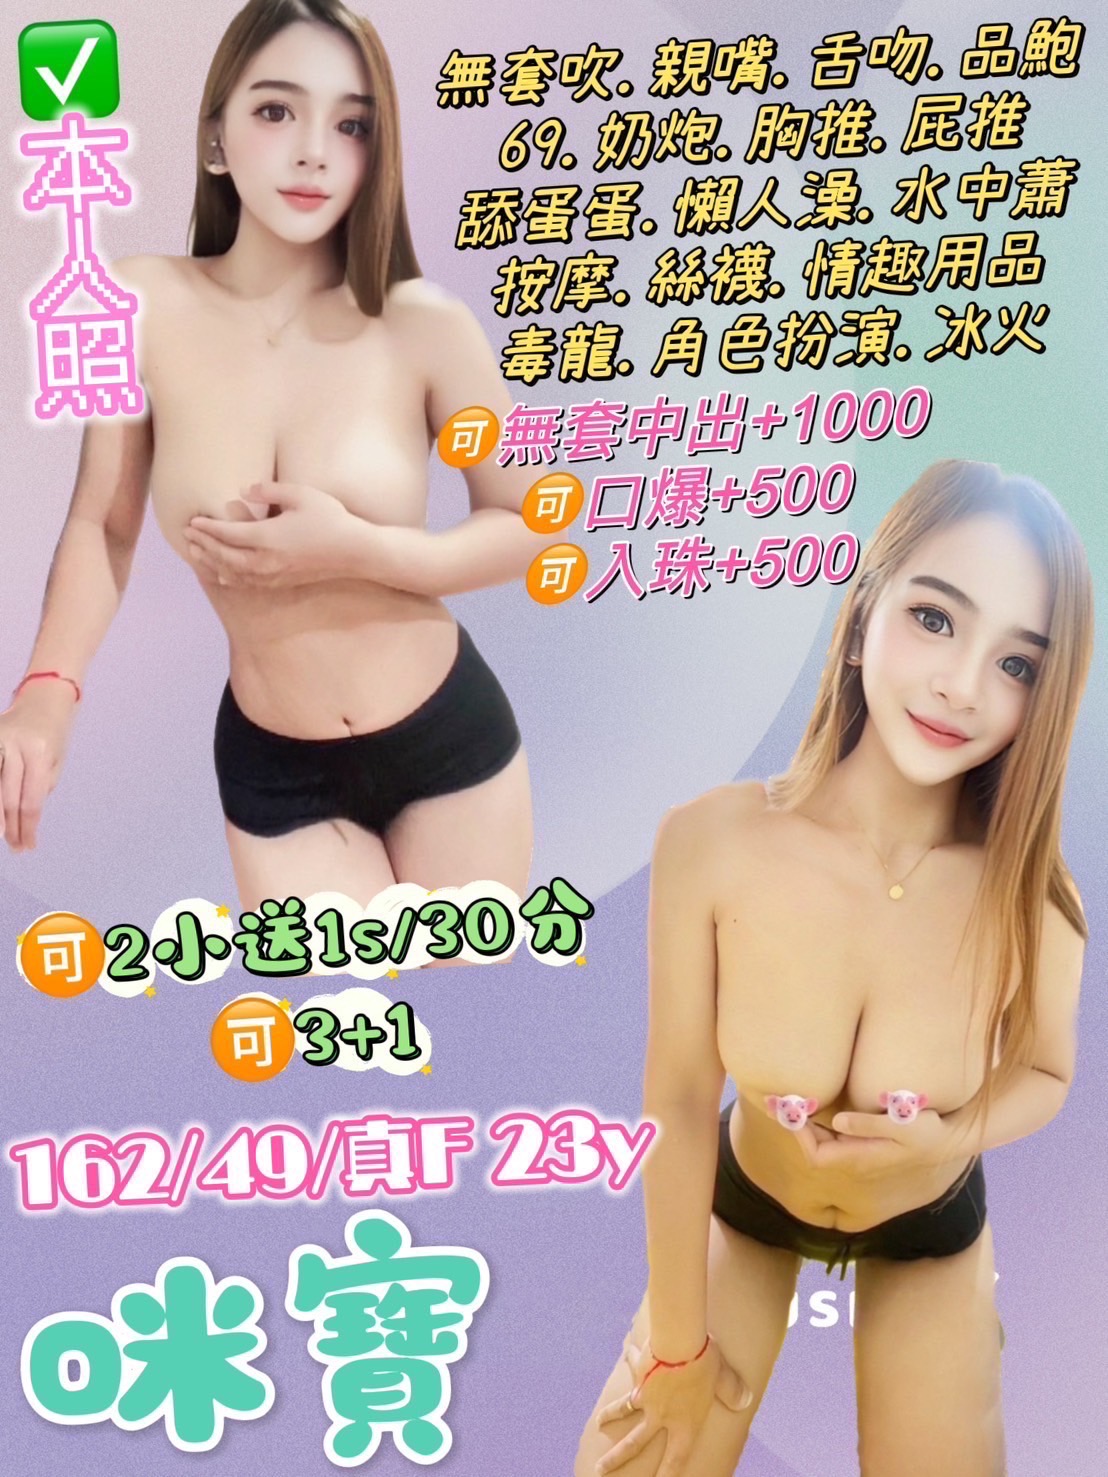 ✅
本人照
無套吹.親嘴.舌吻.品鮑
69.奶炮.胸推.屁推
舔蛋蛋.懶人澡.水中蕭
按摩.絲襪.情趣用品
毒龍.角色扮演.冰火
🉑無套中出+1000
🉑口爆+500
🉑入珠+500
🉑2小送1s/30分
🉑3+1
162/49/真F 23y
咪寶